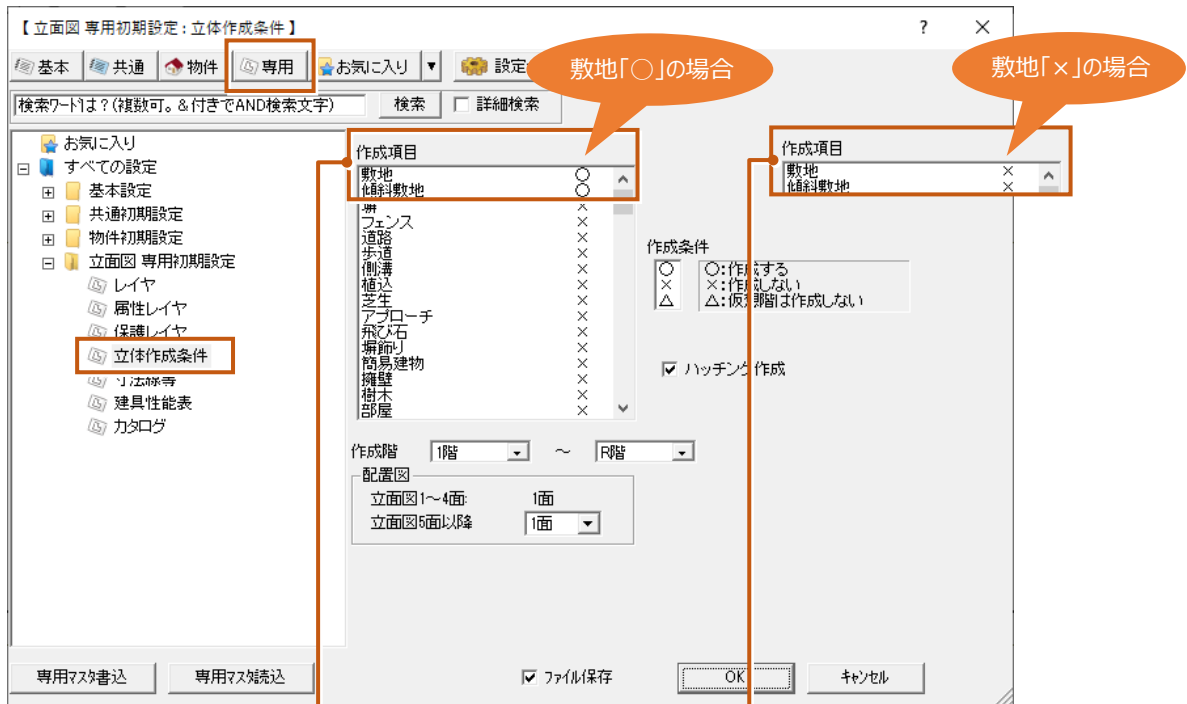 【 立面図 専用初期設定 : 立体作成条件 】
?
基本
共通
物件
専用
お気に入り
設定
検索ワードは?(複数可。&付きでAND検索文字)
検索
詳細検索
敷地「○」の場合
敷地「×」の場合
お気に入り
すべての設定
基本設定
共通初期設定
物件初期設定
立面図 専用初期設定
レイヤ
属性レイヤ
保護レイヤ
立体作成条件
寸法線等
建具性能表
カタログ
作成項目
敷地 ○
傾斜敷地 ○
塀 ×
フェンス ×
道路 ×
歩道 ×
側溝 ×
植込 ×
芝生 ×
アプローチ ×
飛び石 ×
塀飾り ×
簡易建物 ×
擁壁 ×
樹木 ×
部屋 ×
作成項目
敷地 ×
傾斜敷地 ×
作成条件
○ ○:作成する
× ×:作成しない
△ △:仮想階は作成しない
ハッチング作成
作成階 1階 ～ R階
配置図
立面図1～4面: 1面
立面図5面以降 1面
専用マスタ書込
専用マスタ読込
ファイル保存
OK
キャンセル